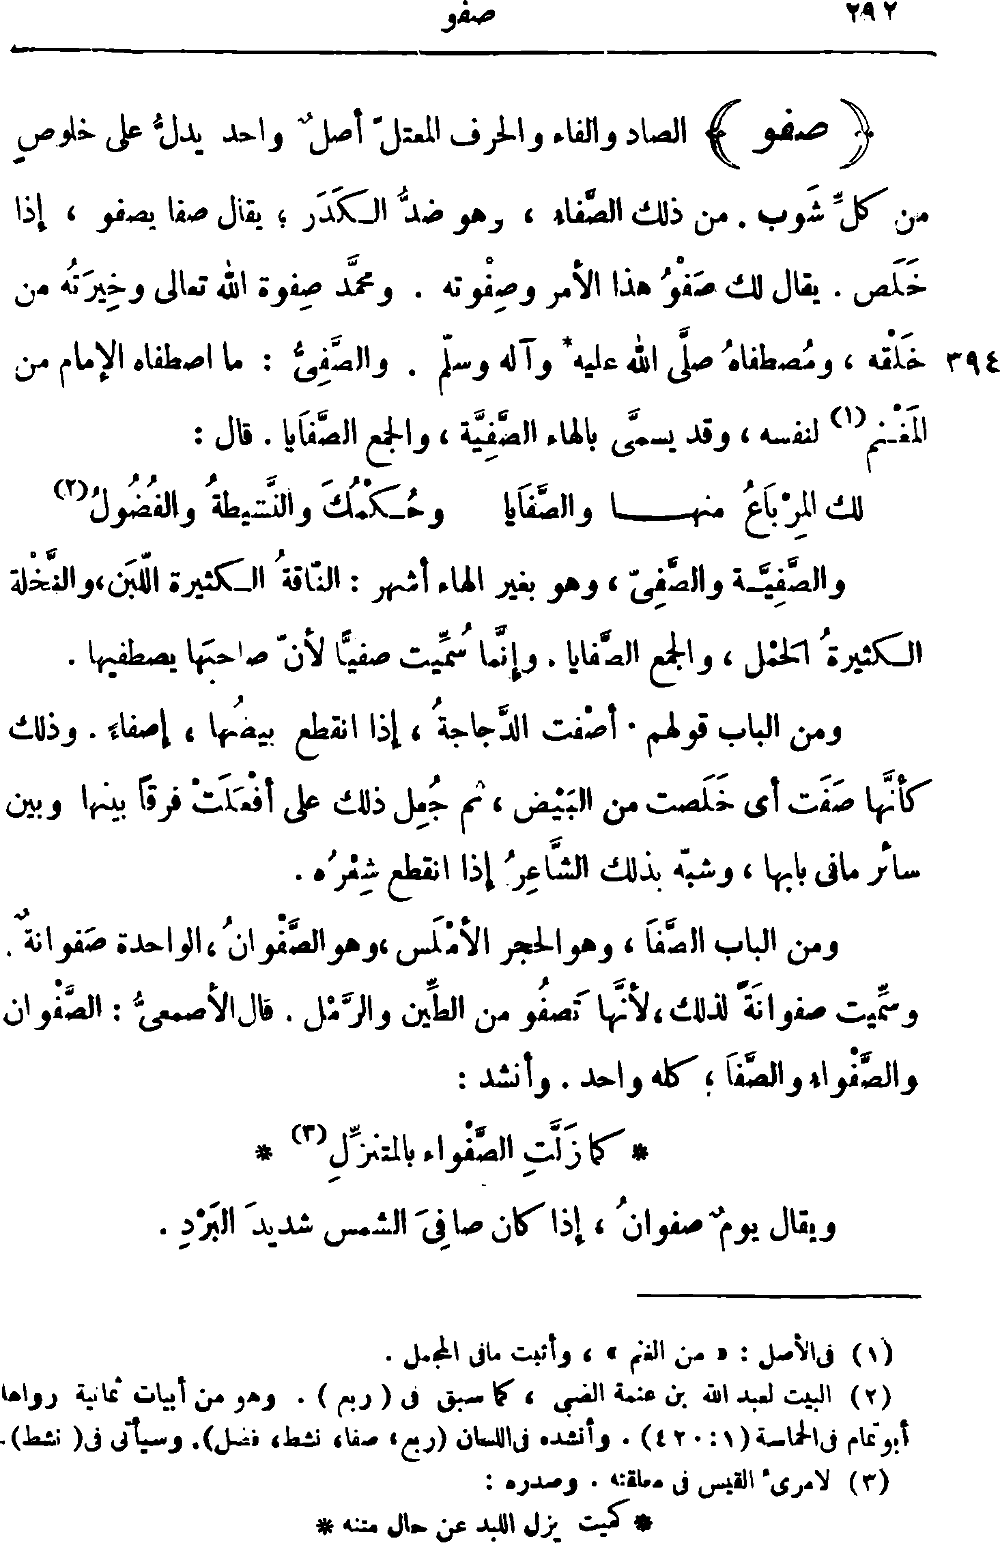 ٢٩٢ صفو
﴿ صفو ﴾ الصاد والفاء والحرف المعتلّ أصلٌ واحد يدلُّ على خلوصٍ
من كلِّ شَوب . من ذلك الصَّفاء ، وهو ضدُّ الكَدَر ؛ يقال صفا يصفو ، إذا
خَلَص . يقال لك صَفْوُ هذا الأمر وصِفْوته . ومحمَّد صِفوة الله تعالى وخِيرَتُه من
خَلْقه ، ومُصطفاهُ صلَّى الله عليه* وآله وسلّم . والصَّفِىُّ : ما اصطفاه الإمام من ٣٩٤
المَغْنم(١) لنفسه ، وقد يسمَّى بالهاء الصَّفِيَّة ، والجمع الصَّفَايا . قال :
لك المِرْبَاعُ منهـا والصَّفَايا وحُكْمُكَ والنَّشيطةُ والفُضُولُ(٢)
والصَّفِيَّة والصَّفِىّ ، وهو بغير الهاء أشهر : النّاقةُ الكثيرة اللّبَن ، والنَّخْلة
الكثيرةُ الحَمْل ، والجمع الصَّفايا . وإنَّما سُمِّيت صفيًّا لأنّ صاحبَها يصطفيها .
ومن الباب قولهم · أصْفت الدَّجاجةُ ، إذا انقطع بيضُها ، إصفاءً . وذلك
كأنَّها صَفَت أى خَلَصت من البَيْض ، ثم جُعِل ذلك على أفْعَلَتْ فرقًا بينها وبين
سائر مافى بابها ، وشبّه بذلك الشَّاعِرُ إذا انقطع شِعْرُه .
ومن الباب الصَّفَا ، وهو الحجر الأمْلَس ، وهو الصَّفْوانُ ، الواحدة صَفوانةٌ .
وسمِّيت صفوانَةً لذلك ، لأنَّها تَصفُو من الطِّين والرَّمْل . قال الأصمعىُّ : الصَّفْوان
والصَّفْواء والصَّفَا ؛ كله واحد . وأنشد :
* كما زَلَّتِ الصَّفْواء بالمتنزِّلِ(٣) *
ويقال يومٌ صفوانُ ، إذا كان صافِىَ الشمس شديدَ البَرْدِ .
(١) فى الأصل : « من الغنم » ، وأثبت مافى المجمل .
(٢) البيت لعبد الله بن عنمة الضبي ، كما سبق فى ( ربع ) . وهو من أبيات ثمانية رواها
أبو تمام فى الحماسة ( ١ : ٤٢٠ ) . وأنشده فى اللسان (ربع، صفا، نشط، فضل). وسيأتى فى ( نشط) .
(٣) لامرىء القيس فى معلقته . وصدره :
* كميت يزل اللبد عن حال متنه *